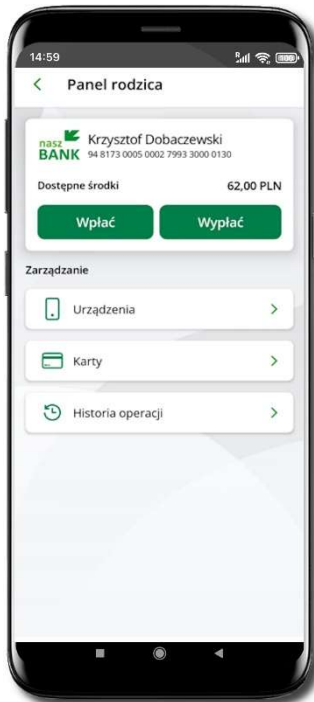 14:59
Panel rodzica
nasz BANK
Krzysztof Dobaczewski
94 8173 0005 0002 7993 3000 0130
Dostępne środki 62,00 PLN
Wpłać Wypłać
Zarządzanie
Urządzenia
Karty
Historia operacji